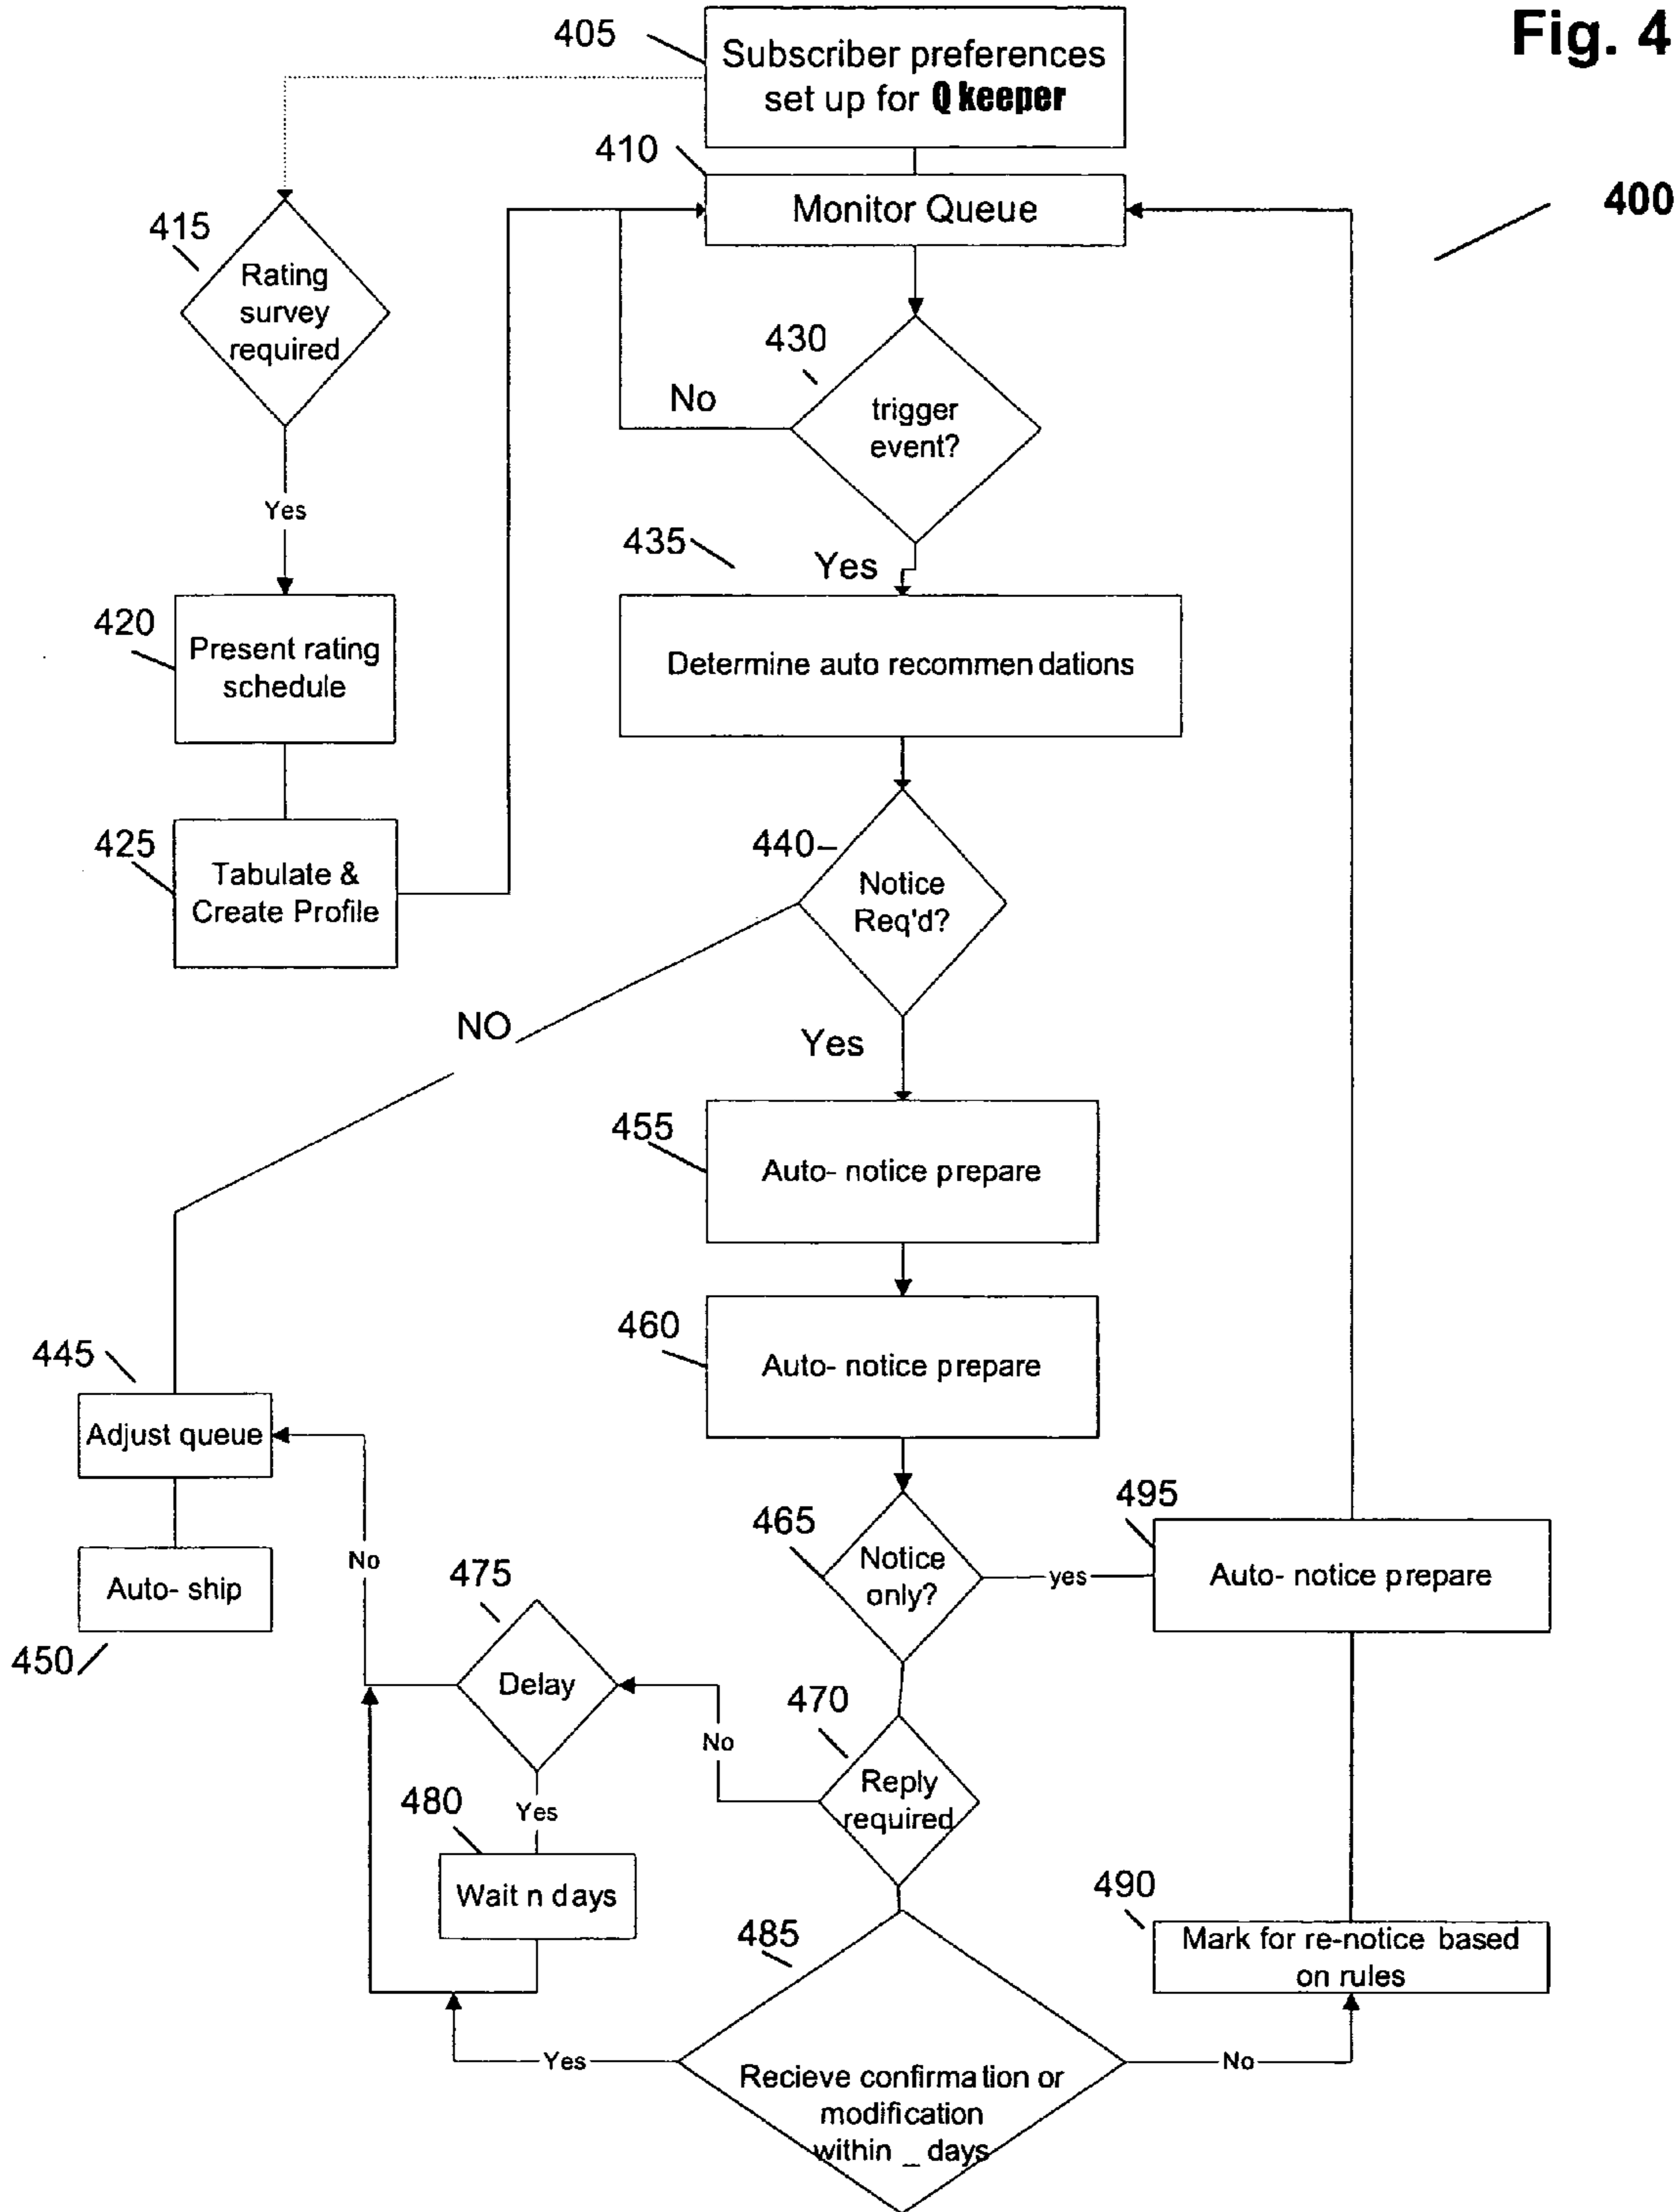 Fig. 4
405
Subscriber preferences
set up for Q keeper
410
Monitor Queue
400
415
Rating
survey
required
430
trigger
event?
No
Yes
435
Yes
420
Present rating
schedule
Determine auto recommen dations
425
Tabulate &
Create Profile
440
Notice
Req'd?
NO
Yes
455
Auto- notice prepare
460
Auto- notice prepare
445
Adjust queue
465
Notice
only?
yes
495
Auto- notice prepare
No
475
Delay
Auto- ship
450
470
Reply
required
No
480
Yes
Wait n days
485
490
Mark for re-notice based
on rules
Yes
Recieve confirmation or
modification
within _ days
No